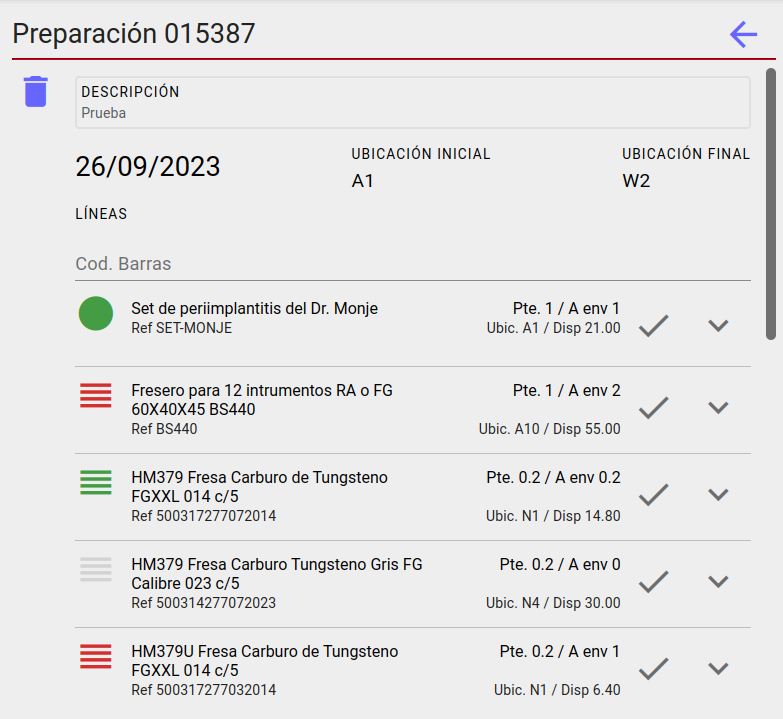 Preparación 015387
DESCRIPCIÓN
Prueba
26/09/2023
UBICACIÓN INICIAL
A1
UBICACIÓN FINAL
W2
LÍNEAS
Cod. Barras
Set de periimplantitis del Dr. Monje
Ref SET-MONJE
Pte. 1 / A env 1
Ubic. A1 / Disp 21.00
Fresero para 12 intrumentos RA o FG
60X40X45 BS440
Ref BS440
Pte. 1 / A env 2
Ubic. A10 / Disp 55.00
HM379 Fresa Carburo de Tungsteno
FGXXL 014 c/5
Ref 500317277072014
Pte. 0.2 / A env 0.2
Ubic. N1 / Disp 14.80
HM379 Fresa Carburo Tungsteno Gris FG
Calibre 023 c/5
Ref 500314277072023
Pte. 0.2 / A env 0
Ubic. N4 / Disp 30.00
HM379U Fresa Carburo de Tungsteno
FGXXL 014 c/5
Ref 500317277032014
Pte. 0.2 / A env 1
Ubic. N1 / Disp 6.40